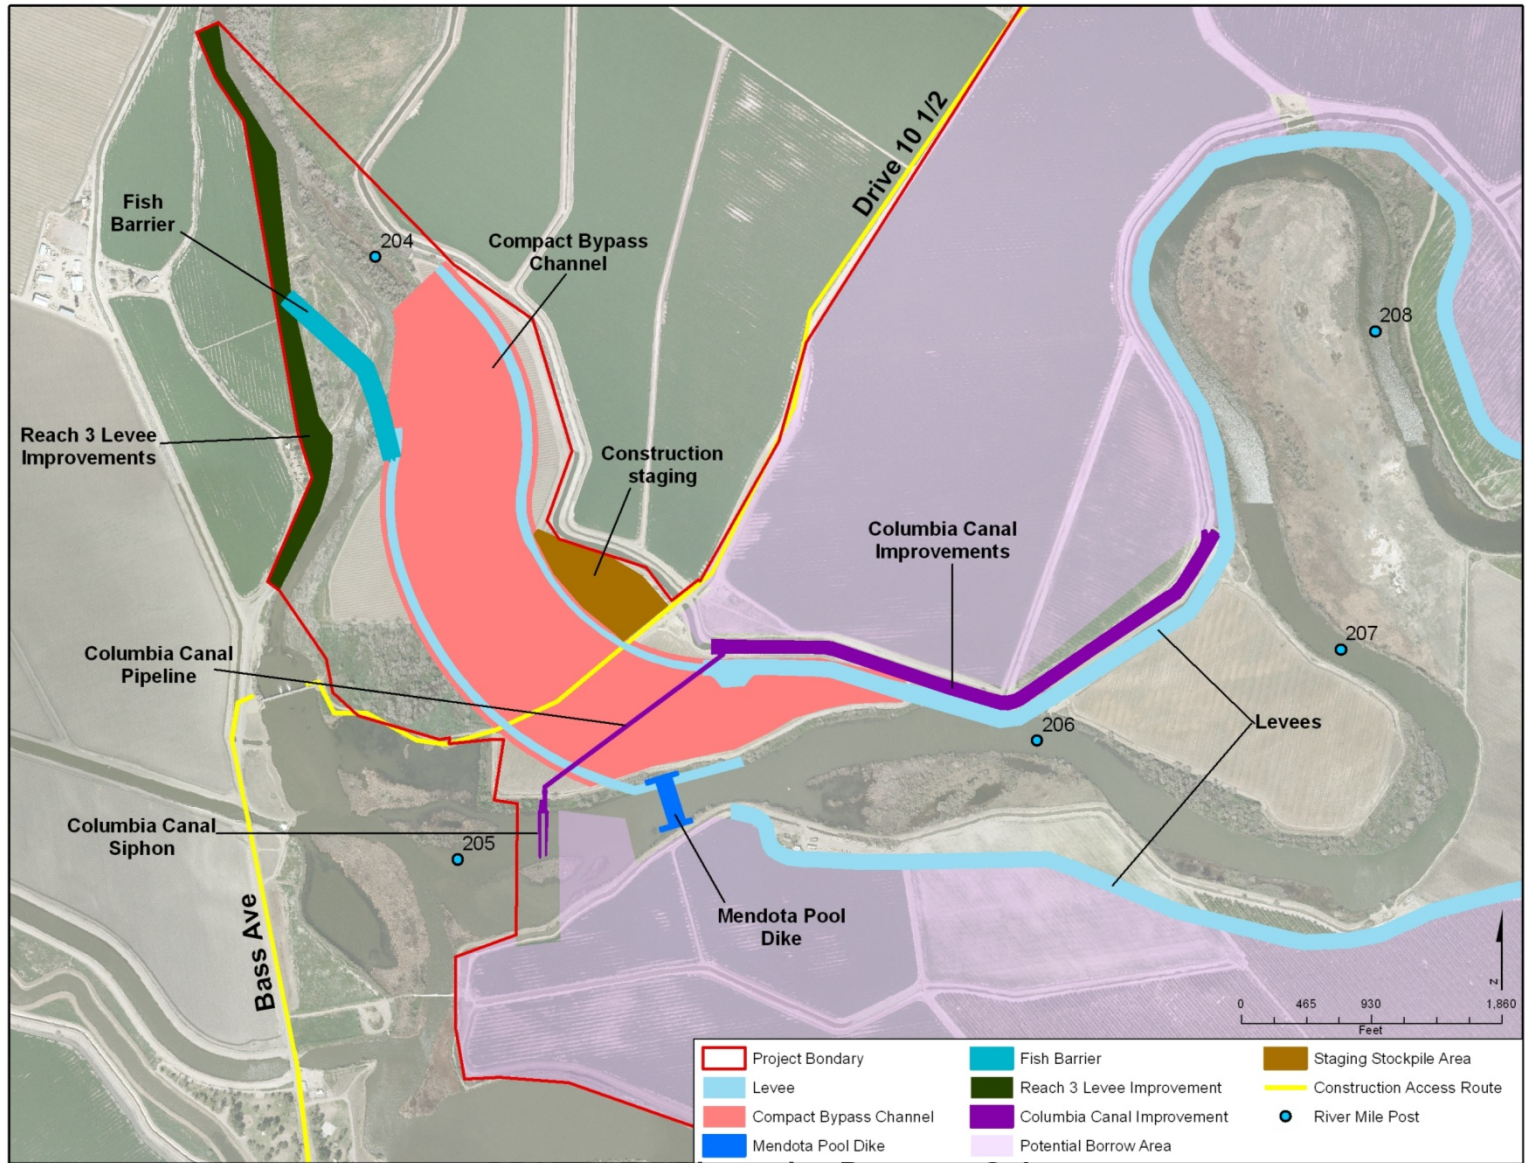 Drive 10 1/2
Fish
Barrier
204
Compact Bypass
Channel
208
Reach 3 Levee
Improvements
Construction
staging
Columbia Canal
Improvements
207
Columbia Canal
Pipeline
206
Levees
Columbia Canal
Siphon
205
Bass Ave
Mendota Pool
Dike
N
0 465 930 1,860
Feet
Project Bondary
Levee
Compact Bypass Channel
Mendota Pool Dike
Fish Barrier
Reach 3 Levee Improvement
Columbia Canal Improvement
Potential Borrow Area
Staging Stockpile Area
Construction Access Route
River Mile Post